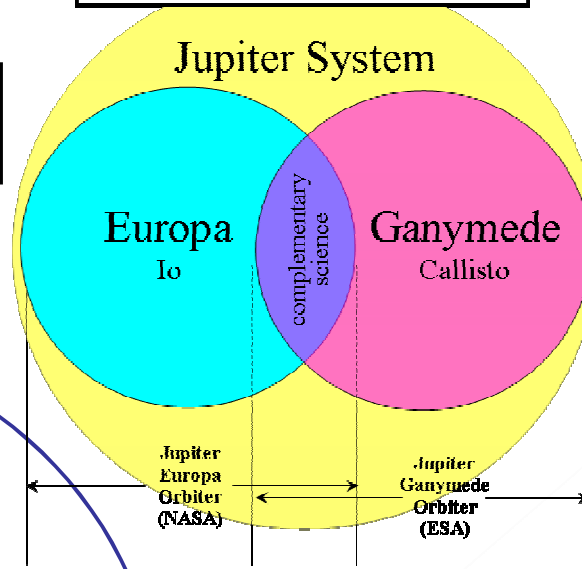 Jupiter System
Europa
Io
complementary
science
Ganymede
Callisto
Jupiter
Europa
Orbiter
(NASA)
Jupiter
Ganymede
Orbiter
(ESA)